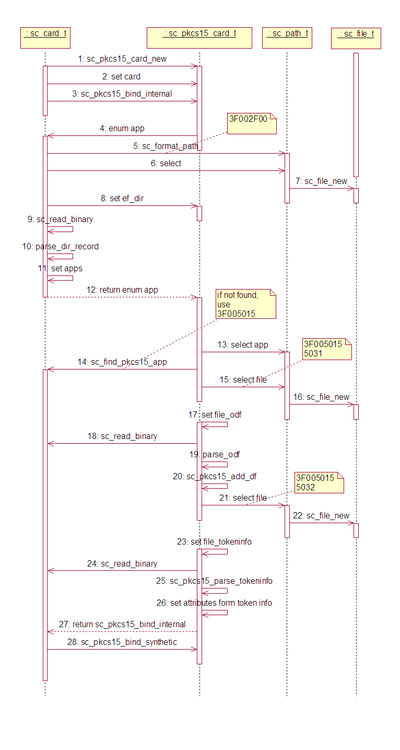 : sc_card_t
: sc_pkcs15_card_t
: sc_path_t
: sc_file_t
1: sc_pkcs15_card_new
2: set card
3: sc_pkcs15_bind_internal
3F002F00
4: enum app
5: sc_format_path
6: select
7: sc_file_new
8: set ef_dir
9: sc_read_binary
10: parse_dir_record
11: set apps
12: return enum app
if not found,
use
3F005015
13: select app
3F005015
5031
14: sc_find_pkcs15_app
15: select file
16: sc_file_new
17: set file_odf
18: sc_read_binary
19: parse_odf
20: sc_pkcs15_add_df
3F005015
5032
21: select file
22: sc_file_new
23: set file_tokeninfo
24: sc_read_binary
25: sc_pkcs15_parse_tokeninfo
26: set attributes form token info
27: return sc_pkcs15_bind_internal
28: sc_pkcs15_bind_synthetic